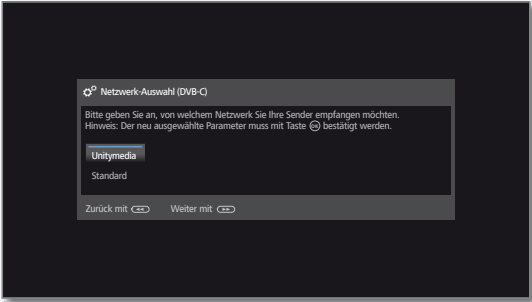 Netzwerk-Auswahl (DVB-C)
Bitte geben Sie an, von welchem Netzwerk Sie Ihre Sender empfangen möchten.
Hinweis: Der neu ausgewählte Parameter muss mit Taste OK bestätigt werden.
Unitymedia
Standard
Zurück mit Weiter mit